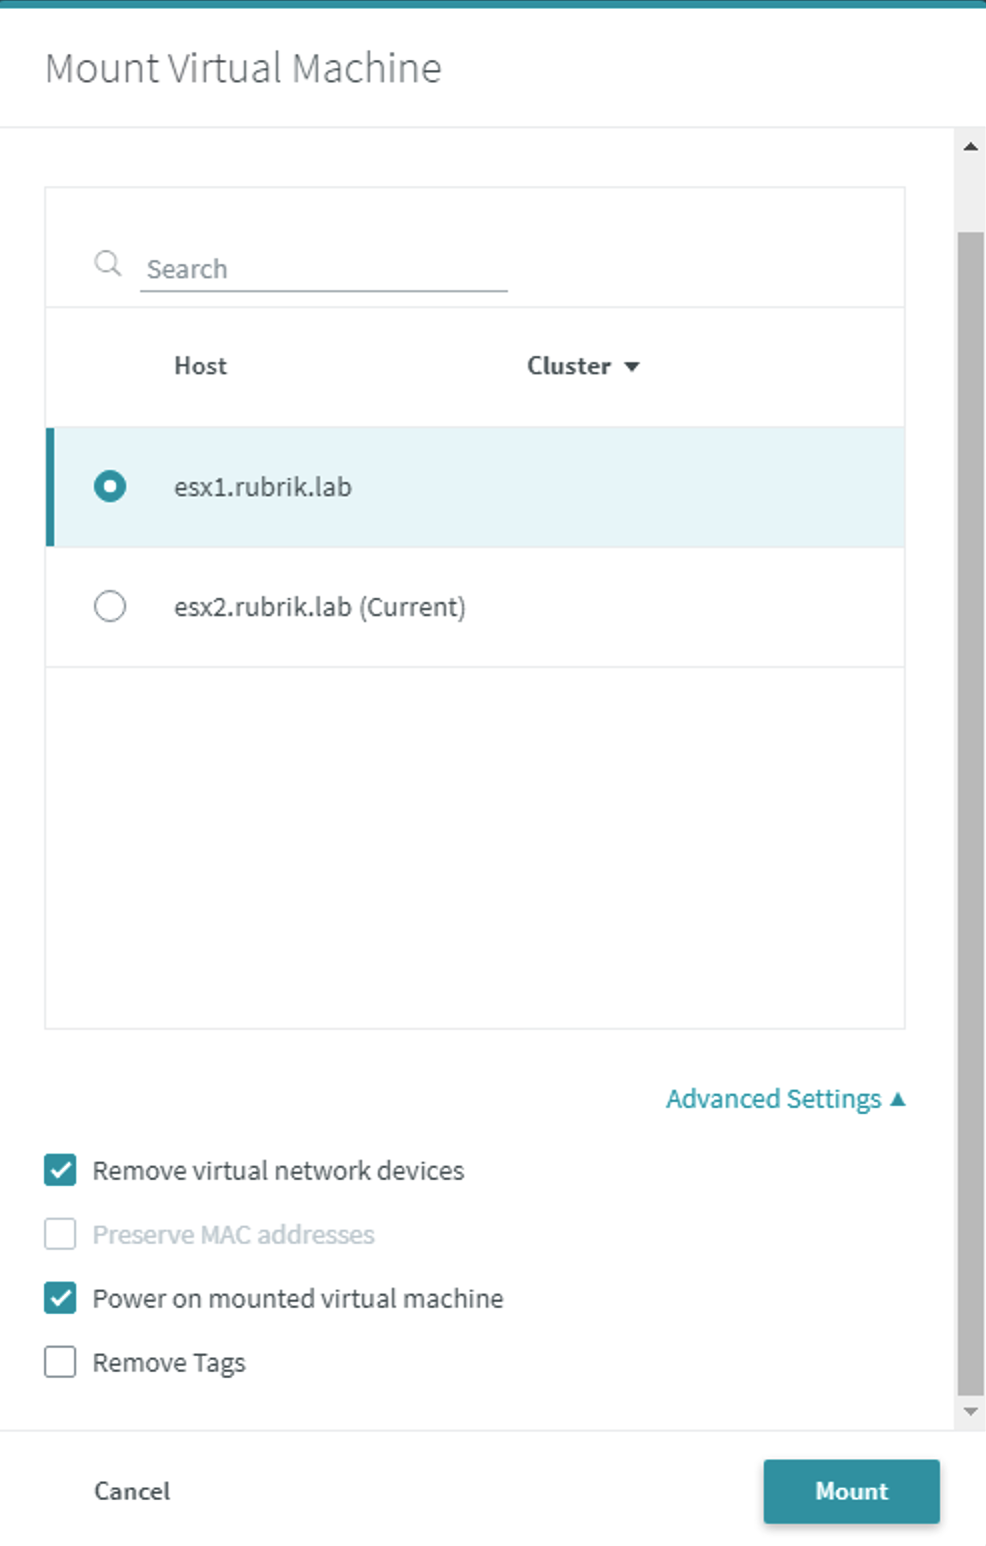 Mount Virtual Machine
Search
Host Cluster
esx1.rubrik.lab
esx2.rubrik.lab (Current)
Advanced Settings
Remove virtual network devices
Preserve MAC addresses
Power on mounted virtual machine
Remove Tags
Cancel Mount